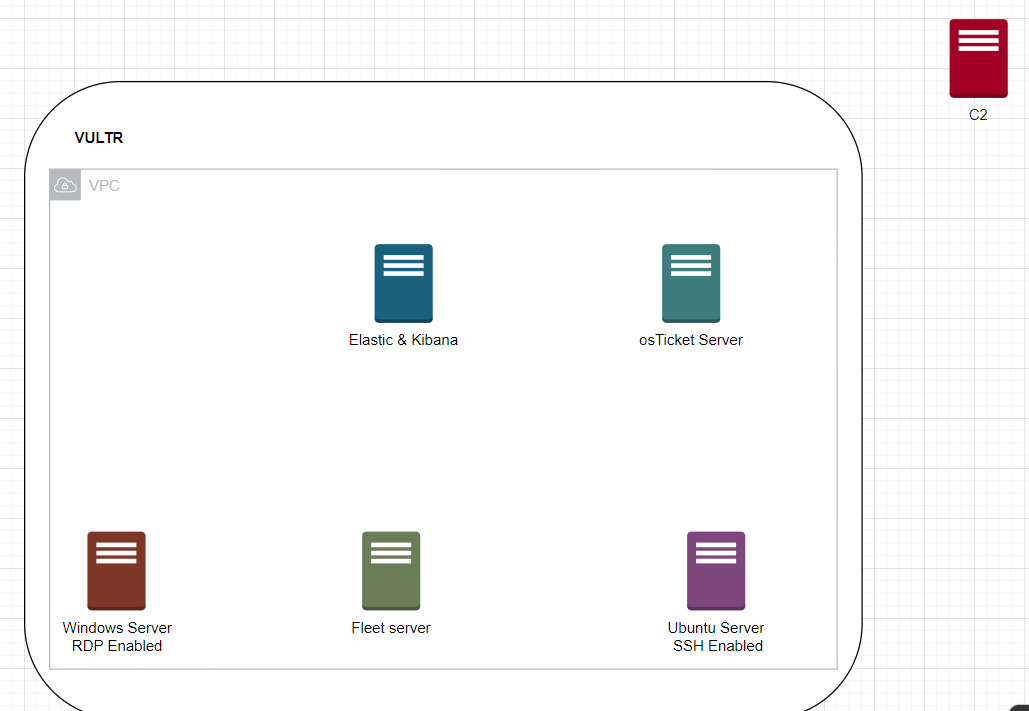 C2
VULTR
VPC
Elastic & Kibana
osTicket Server
Windows Server
RDP Enabled
Fleet server
Ubuntu Server
SSH Enabled